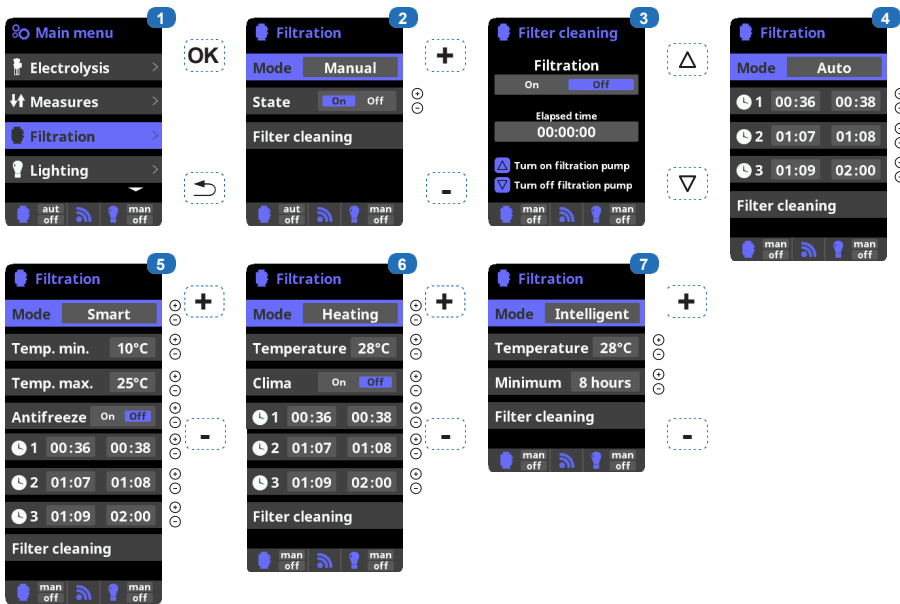 1
Main menu
Electrolysis
Measures
Filtration
Lighting
aut
off
man
off
OK
2
Filtration
Mode Manual
State On Off
Filter cleaning
aut
off
man
off
+
-
3
Filter cleaning
Filtration
On Off
Elapsed time
00:00:00
Turn on filtration pump
Turn off filtration pump
man
off
man
off
4
Filtration
Mode Auto
1 00:36 00:38
2 01:07 01:08
3 01:09 02:00
Filter cleaning
man
off
man
off
5
Filtration
Mode Smart
Temp. min. 10°C
Temp. max. 25°C
Antifreeze On Off
1 00:36 00:38
2 01:07 01:08
3 01:09 02:00
Filter cleaning
man
off
man
off
+
-
6
Filtration
Mode Heating
Temperature 28°C
Clima On Off
1 00:36 00:38
2 01:07 01:08
3 01:09 02:00
Filter cleaning
man
off
man
off
+
-
7
Filtration
Mode Intelligent
Temperature 28°C
Minimum 8 hours
Filter cleaning
man
off
man
off
+
-